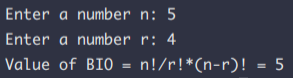 Enter a number n: 5
Enter a number r: 4
Value of BIO = n!/r!*(n-r)! = 5